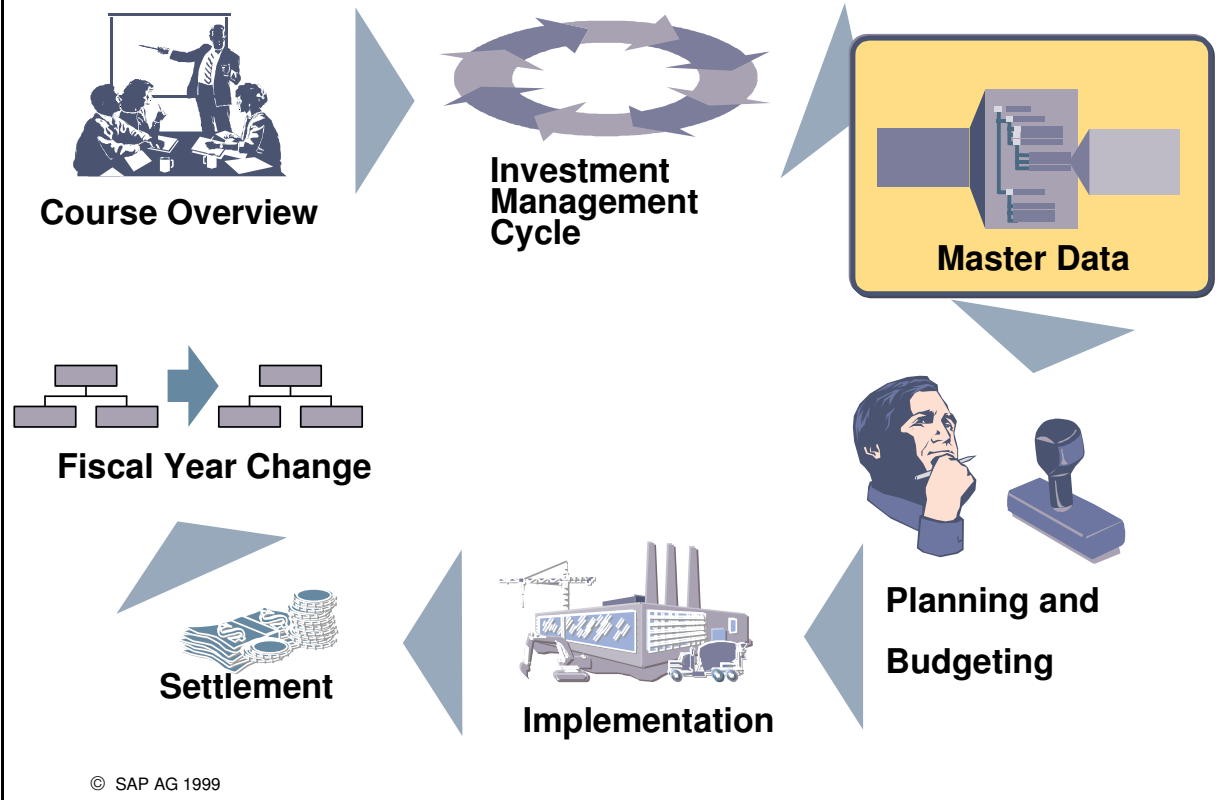 Course Overview
Investment
Management
Cycle
Master Data
Fiscal Year Change
Planning and
Budgeting
Settlement
Implementation
© SAP AG 1999